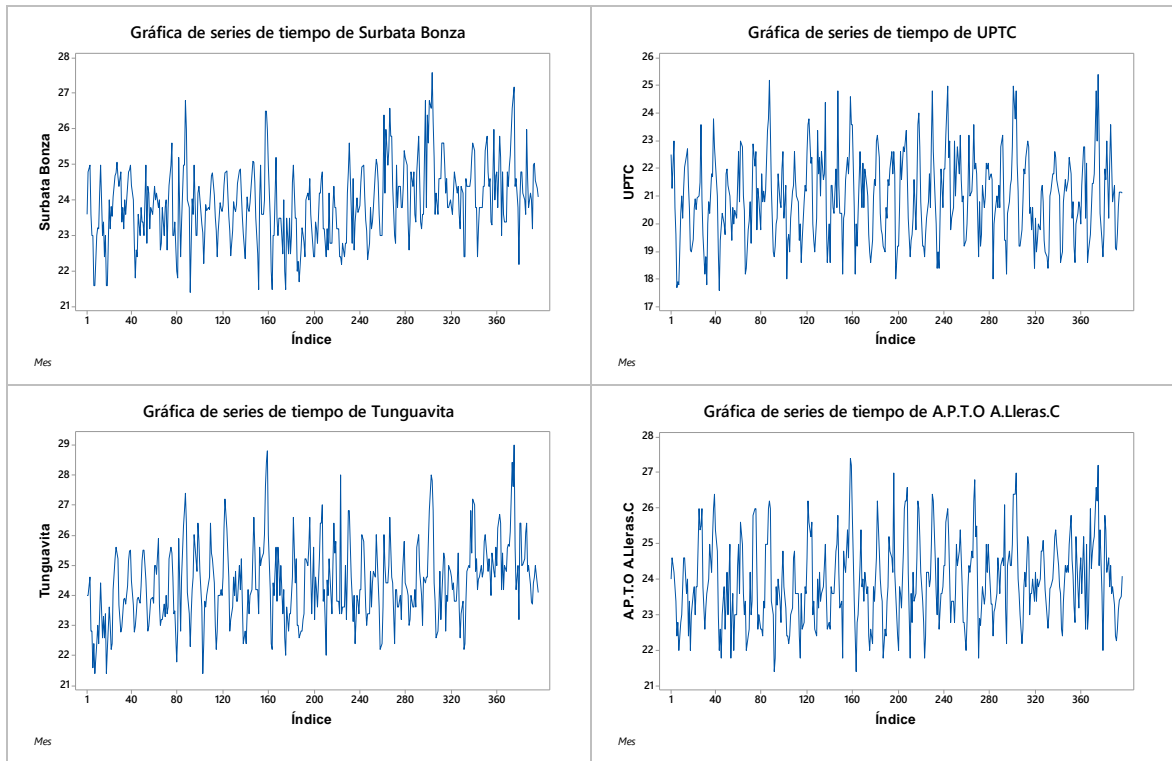 Gráfica de series de tiempo de Surbata Bonza
28
27
26
25
24
23
22
21
Surbata Bonza
1 40 80 120 160 200 240 280 320 360
Índice
Mes
Gráfica de series de tiempo de UPTC
26
25
24
23
22
21
20
19
18
17
UPTC
1 40 80 120 160 200 240 280 320 360
Índice
Mes
Gráfica de series de tiempo de Tunguavita
29
28
27
26
25
24
23
22
21
Tunguavita
1 40 80 120 160 200 240 280 320 360
Índice
Mes
Gráfica de series de tiempo de A.P.T.O A.Lleras.C
28
27
26
25
24
23
22
21
A.P.T.O A.Lleras.C
1 40 80 120 160 200 240 280 320 360
Índice
Mes